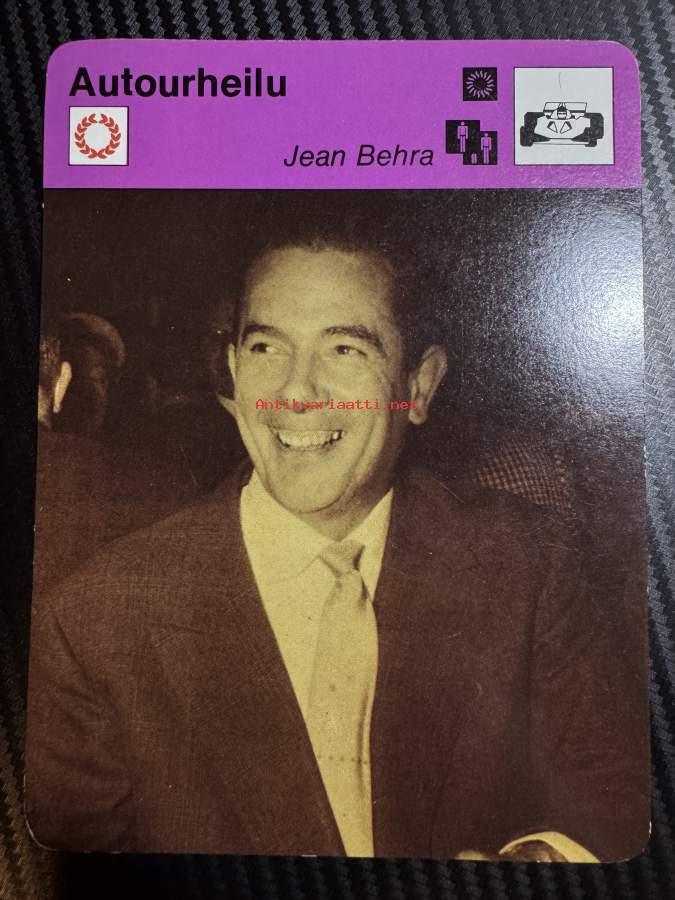 Autourheilu
Jean Behra
Antikvariaatti.net